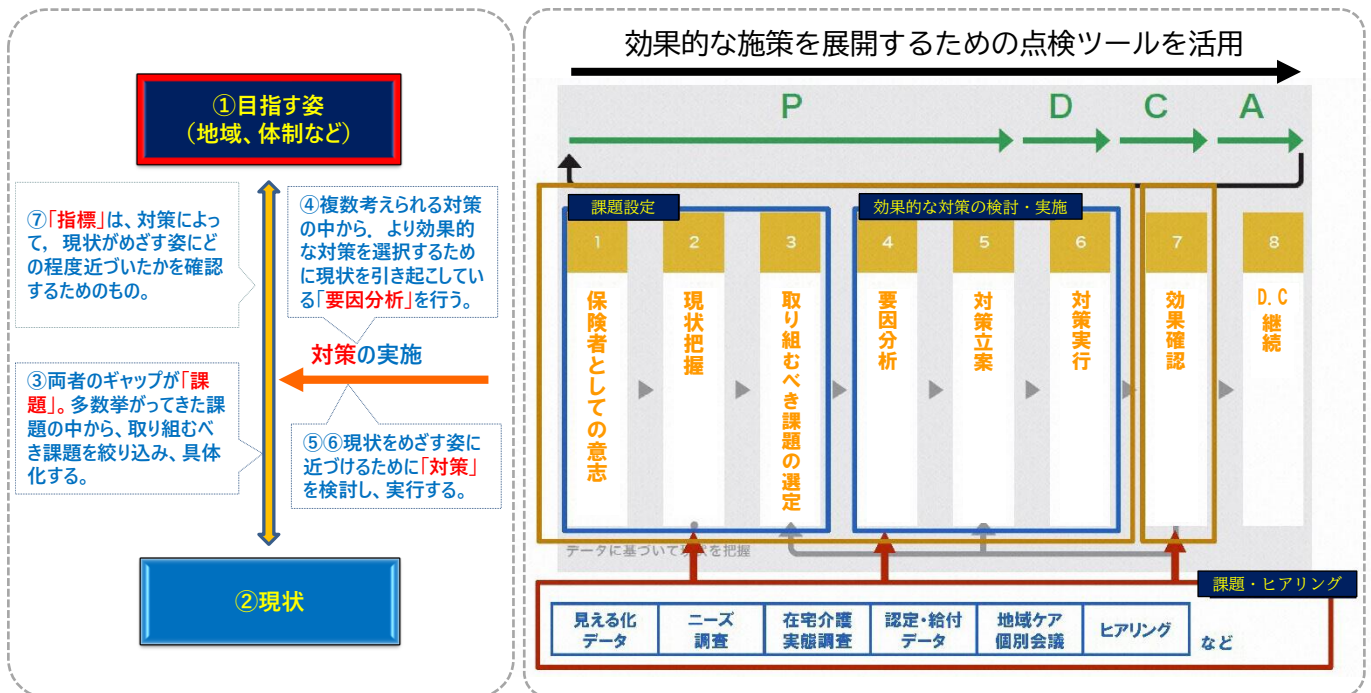 ①目指す姿
（地域、体制など）
⑦「指標」は、対策によっ
て，現状がめざす姿にど
の程度近づいたかを確認
するためのもの。
④複数考えられる対策
の中から．より効果的
な対策を選択するため
に現状を引き起こしてい
る「要因分析」を行う。
対策の実施
③両者のギャップが「課
題」。多数挙がってきた課
題の中から、取り組むべ
き課題を絞り込み、具体
化する。
⑤⑥現状をめざす姿に
近づけるために「対策」
を検討し、実行する。
②現状
効果的な施策を展開するための点検ツールを活用
P
D
C
A
課題設定
効果的な対策の検討・実施
1
保険者としての意志
2
現状把握
3
取り組むべき課題の選定
4
要因分析
5
対策立案
6
対策実行
7
効果確認
8
D.C
継続
データに基づいて現状を把握
課題・ヒアリング
見える化
データ
ニーズ
調査
在宅介護
実態調査
認定・給付
データ
地域ケア
個別会議
ヒアリング
など